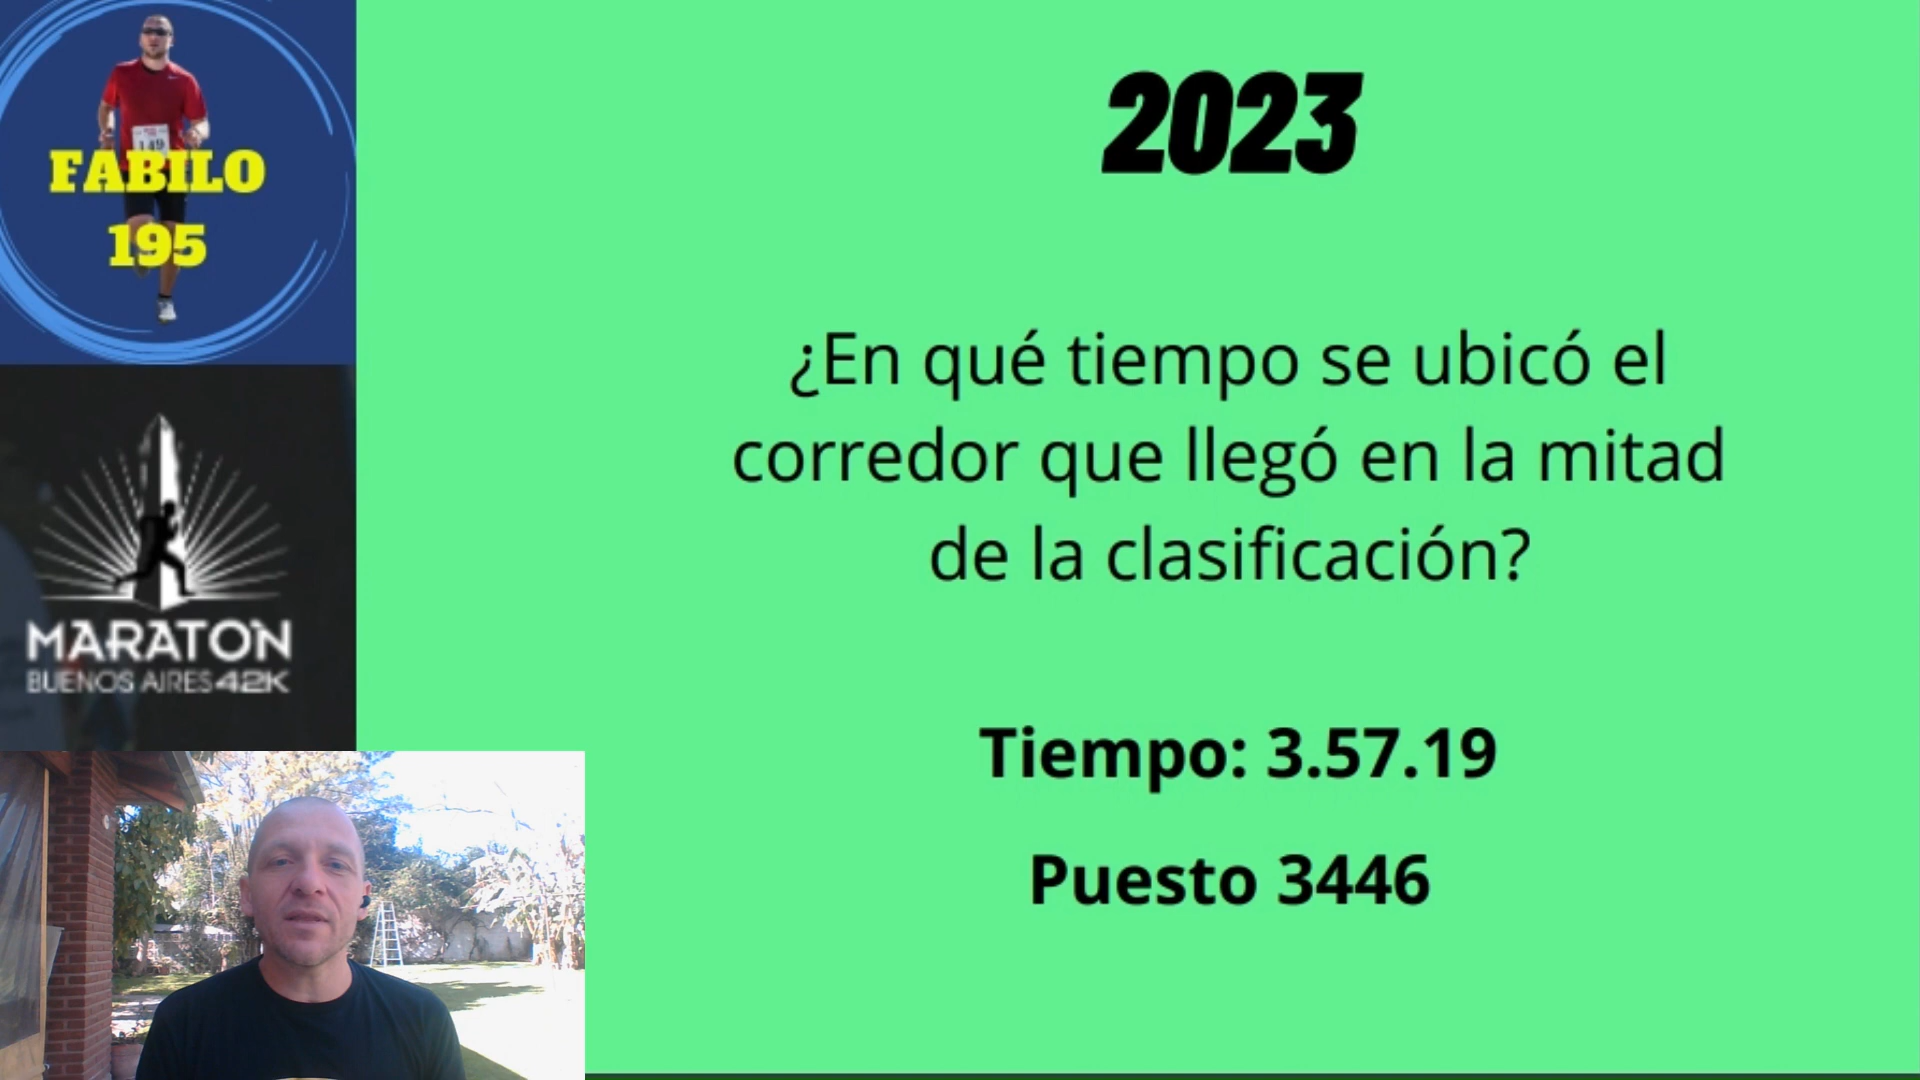 FABILO
195
149
MARATON
BUENOS AIRES 42K
2023
¿En qué tiempo se ubicó el
corredor que llegó en la mitad
de la clasificación?
Tiempo: 3.57.19
Puesto 3446